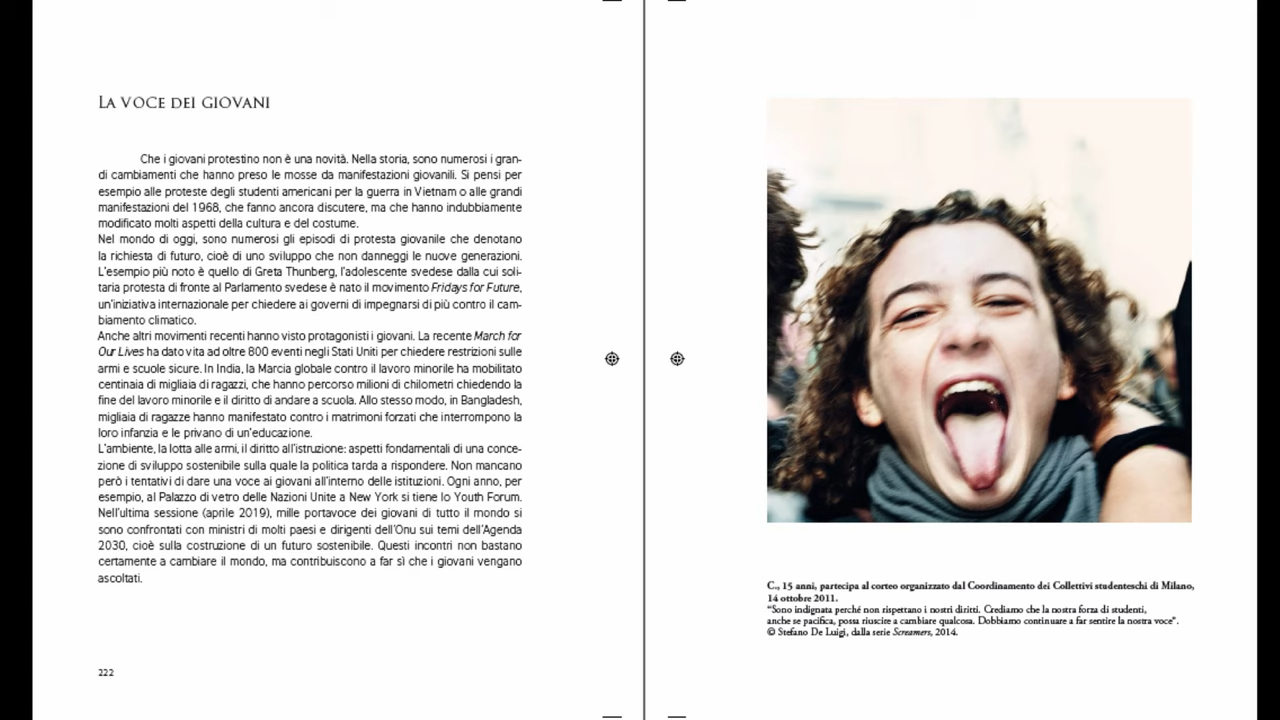 LA VOCE DEI GIOVANI
Che i giovani protestino non è una novità. Nella storia, sono numerosi i gran-
di cambiamenti che hanno preso le mosse da manifestazioni giovanili. Si pensi per
esempio alle proteste degli studenti americani per la guerra in Vietnam o alle grandi
manifestazioni del 1968, che fanno ancora discutere, ma che hanno indubbiamente
modificato molti aspetti della cultura e del costume.
Nel mondo di oggi, sono numerosi gli episodi di protesta giovanile che denotano
la richiesta di futuro, cioè di uno sviluppo che non danneggi le nuove generazioni.
L'esempio più noto è quello di Greta Thunberg, l'adolescente svedese dalla cui soli-
taria protesta di fronte al Parlamento svedese è nato il movimento Fridays for Future,
un'iniziativa internazionale per chiedere ai governi di impegnarsi di più contro il cam-
biamento climatico.
Anche altri movimenti recenti hanno visto protagonisti i giovani. La recente March for
Our Lives ha dato vita ad oltre 800 eventi negli Stati Uniti per chiedere restrizioni sulle
armi e scuole sicure. In India, la Marcia globale contro il lavoro minorile ha mobilitato
centinaia di migliaia di ragazzi, che hanno percorso milioni di chilometri chiedendo la
fine del lavoro minorile e il diritto di andare a scuola. Allo stesso modo, in Bangladesh,
migliaia di ragazze hanno manifestato contro i matrimoni forzati che interrompono la
loro infanzia e le privano di un'educazione.
L'ambiente, la lotta alle armi, il diritto all'istruzione: aspetti fondamentali di una conce-
zione di sviluppo sostenibile sulla quale la politica tarda a rispondere. Non mancano
però i tentativi di dare una voce ai giovani all'interno delle istituzioni. Ogni anno, per
esempio, al Palazzo di vetro delle Nazioni Unite a New York si tiene lo Youth Forum.
Nell'ultima sessione (aprile 2019), mille portavoce dei giovani di tutto il mondo si
sono confrontati con ministri di molti paesi e dirigenti dell'Onu sui temi dell'Agenda
2030, cioè sulla costruzione di un futuro sostenibile. Questi incontri non bastano
certamente a cambiare il mondo, ma contribuiscono a far sì che i giovani vengano
ascoltati.
222
C., 15 anni, partecipa al corteo organizzato dal Coordinamento dei Collettivi studenteschi di Milano,
14 ottobre 2011.
"Sono indignata perché non rispettano i nostri diritti. Crediamo che la nostra forza di studenti,
anche se pacifica, possa riuscire a cambiare qualcosa. Dobbiamo continuare a far sentire la nostra voce".
© Stefano De Luigi, dalla serie Screamers, 2014.